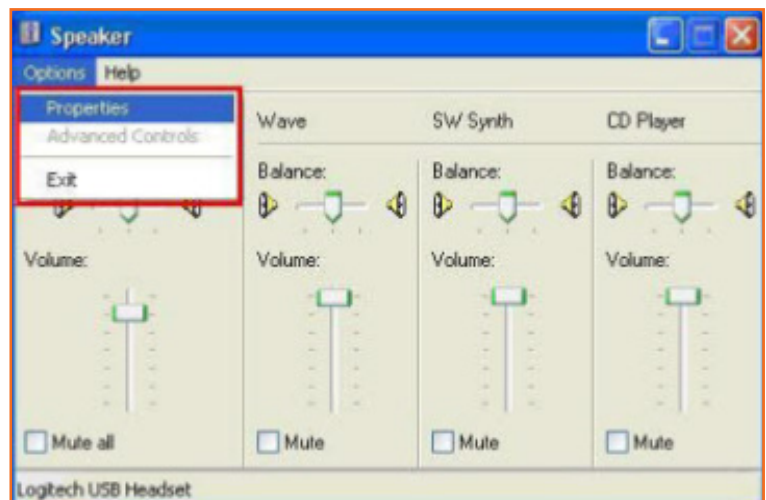 Speaker
Options Help
Properties
Advanced Controls
Exit
Wave SW Synth CD Player
Balance: Balance: Balance:
Volume: Volume: Volume: Volume:
Mute all Mute Mute Mute
Logitech USB Headset